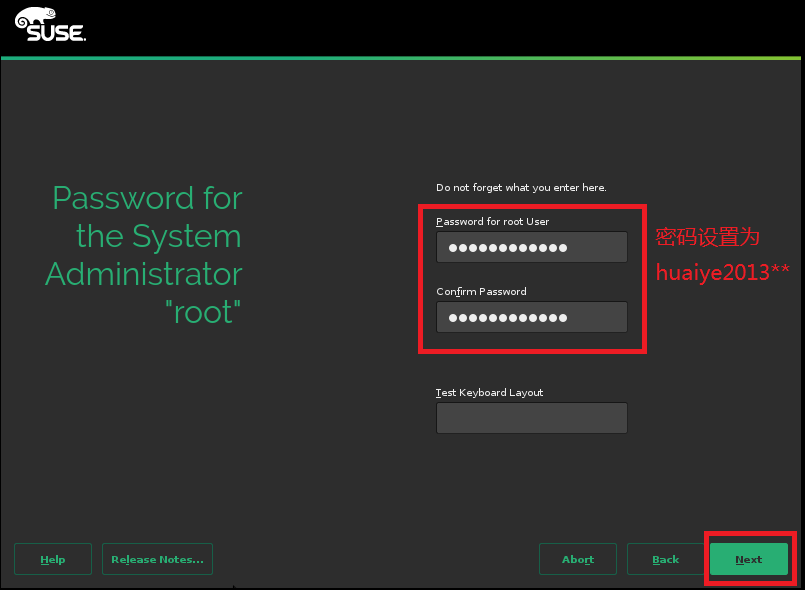 SUSE.
Password for
the System
Administrator
"root"
Do not forget what you enter here.
Password for root User
●●●●●●●●●●●●
Confirm Password
●●●●●●●●●●●●
密码设置为
huaiye2013**
Test Keyboard Layout
Help
Release Notes...
Abort
Back
Next